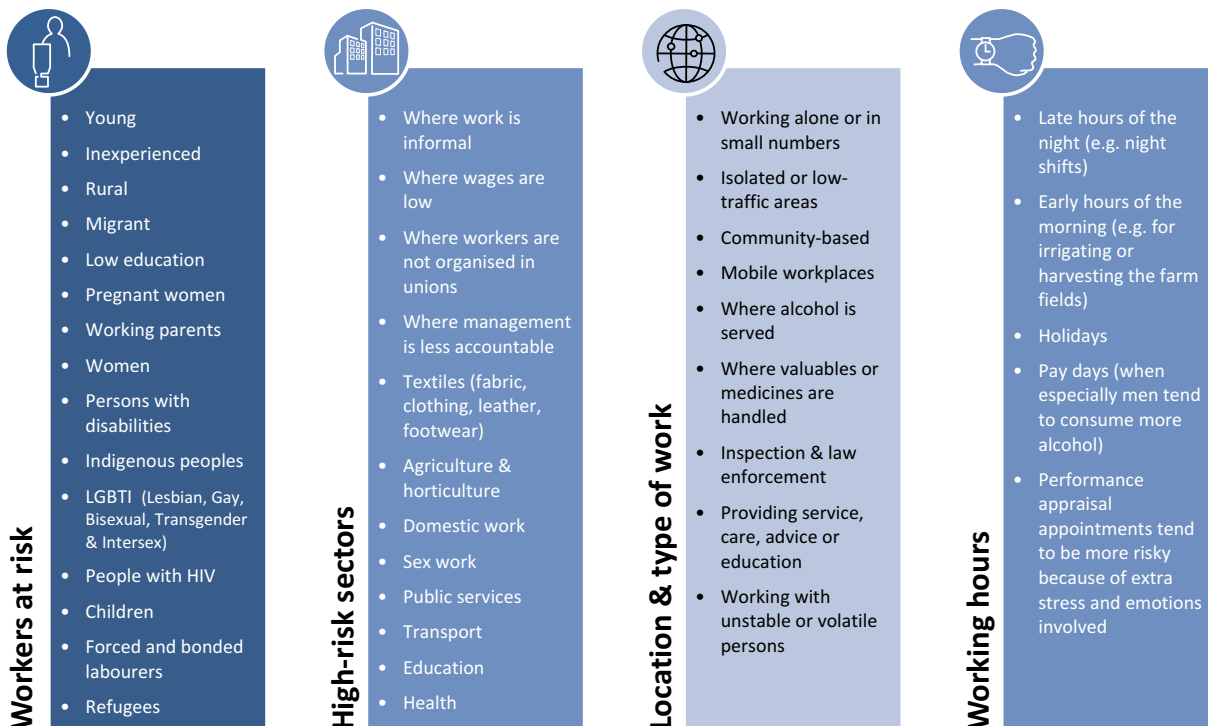 Workers at risk
• Young
• Inexperienced
• Rural
• Migrant
• Low education
• Pregnant women
• Working parents
• Women
• Persons with
disabilities
• Indigenous peoples
• LGBTI (Lesbian, Gay,
Bisexual, Transgender
& Intersex)
• People with HIV
• Children
• Forced and bonded
labourers
• Refugees
High-risk sectors
• Where work is
informal
• Where wages are
low
• Where workers are
not organised in
unions
• Where management
is less accountable
• Textiles (fabric,
clothing, leather,
footwear)
• Agriculture &
horticulture
• Domestic work
• Sex work
• Public services
• Transport
• Education
• Health
Location & type of work
• Working alone or in
small numbers
• Isolated or low-
traffic areas
• Community-based
• Mobile workplaces
• Where alcohol is
served
• Where valuables or
medicines are
handled
• Inspection & law
enforcement
• Providing service,
care, advice or
education
• Working with
unstable or volatile
persons
Working hours
• Late hours of the
night (e.g. night
shifts)
• Early hours of the
morning (e.g. for
irrigating or
harvesting the farm
fields)
• Holidays
• Pay days (when
especially men tend
to consume more
alcohol)
• Performance
appraisal
appointments tend
to be more risky
because of extra
stress and emotions
involved